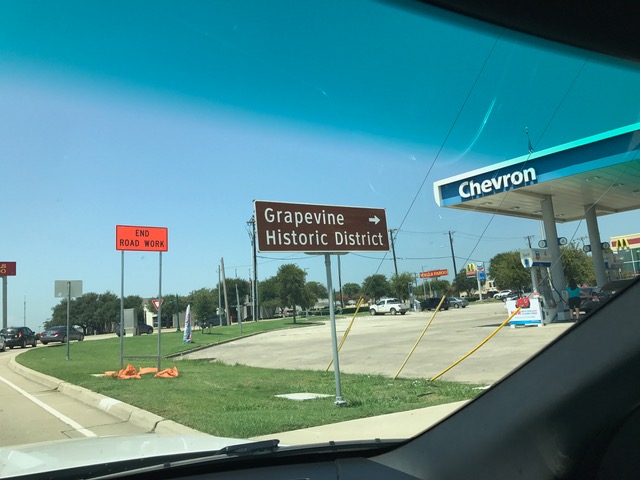 END
ROAD WORK
Grapevine
Historic District
Chevron